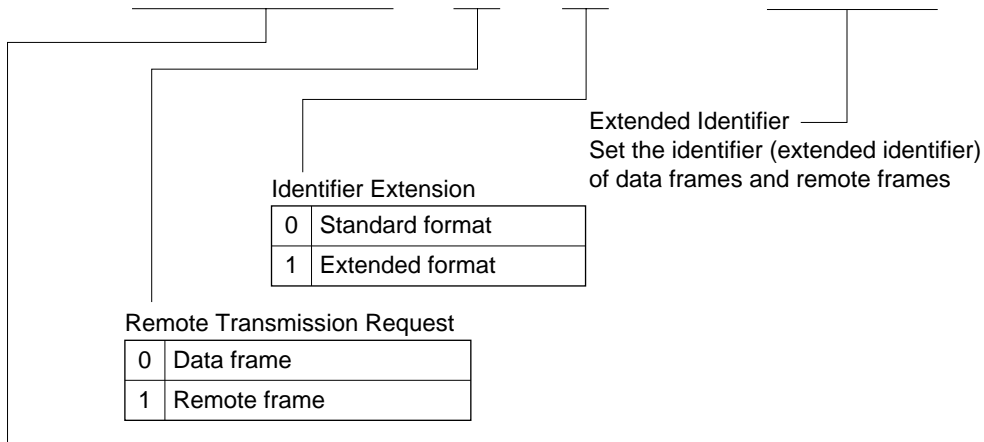 Extended Identifier
Set the identifier (extended identifier)
of data frames and remote frames
Identifier Extension
0 Standard format
1 Extended format
Remote Transmission Request
0 Data frame
1 Remote frame